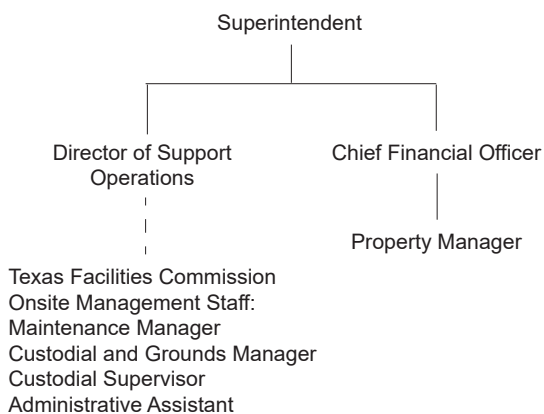 Superintendent
Director of Support
Operations
Chief Financial Officer
Property Manager
Texas Facilities Commission
Onsite Management Staff:
Maintenance Manager
Custodial and Grounds Manager
Custodial Supervisor
Administrative Assistant